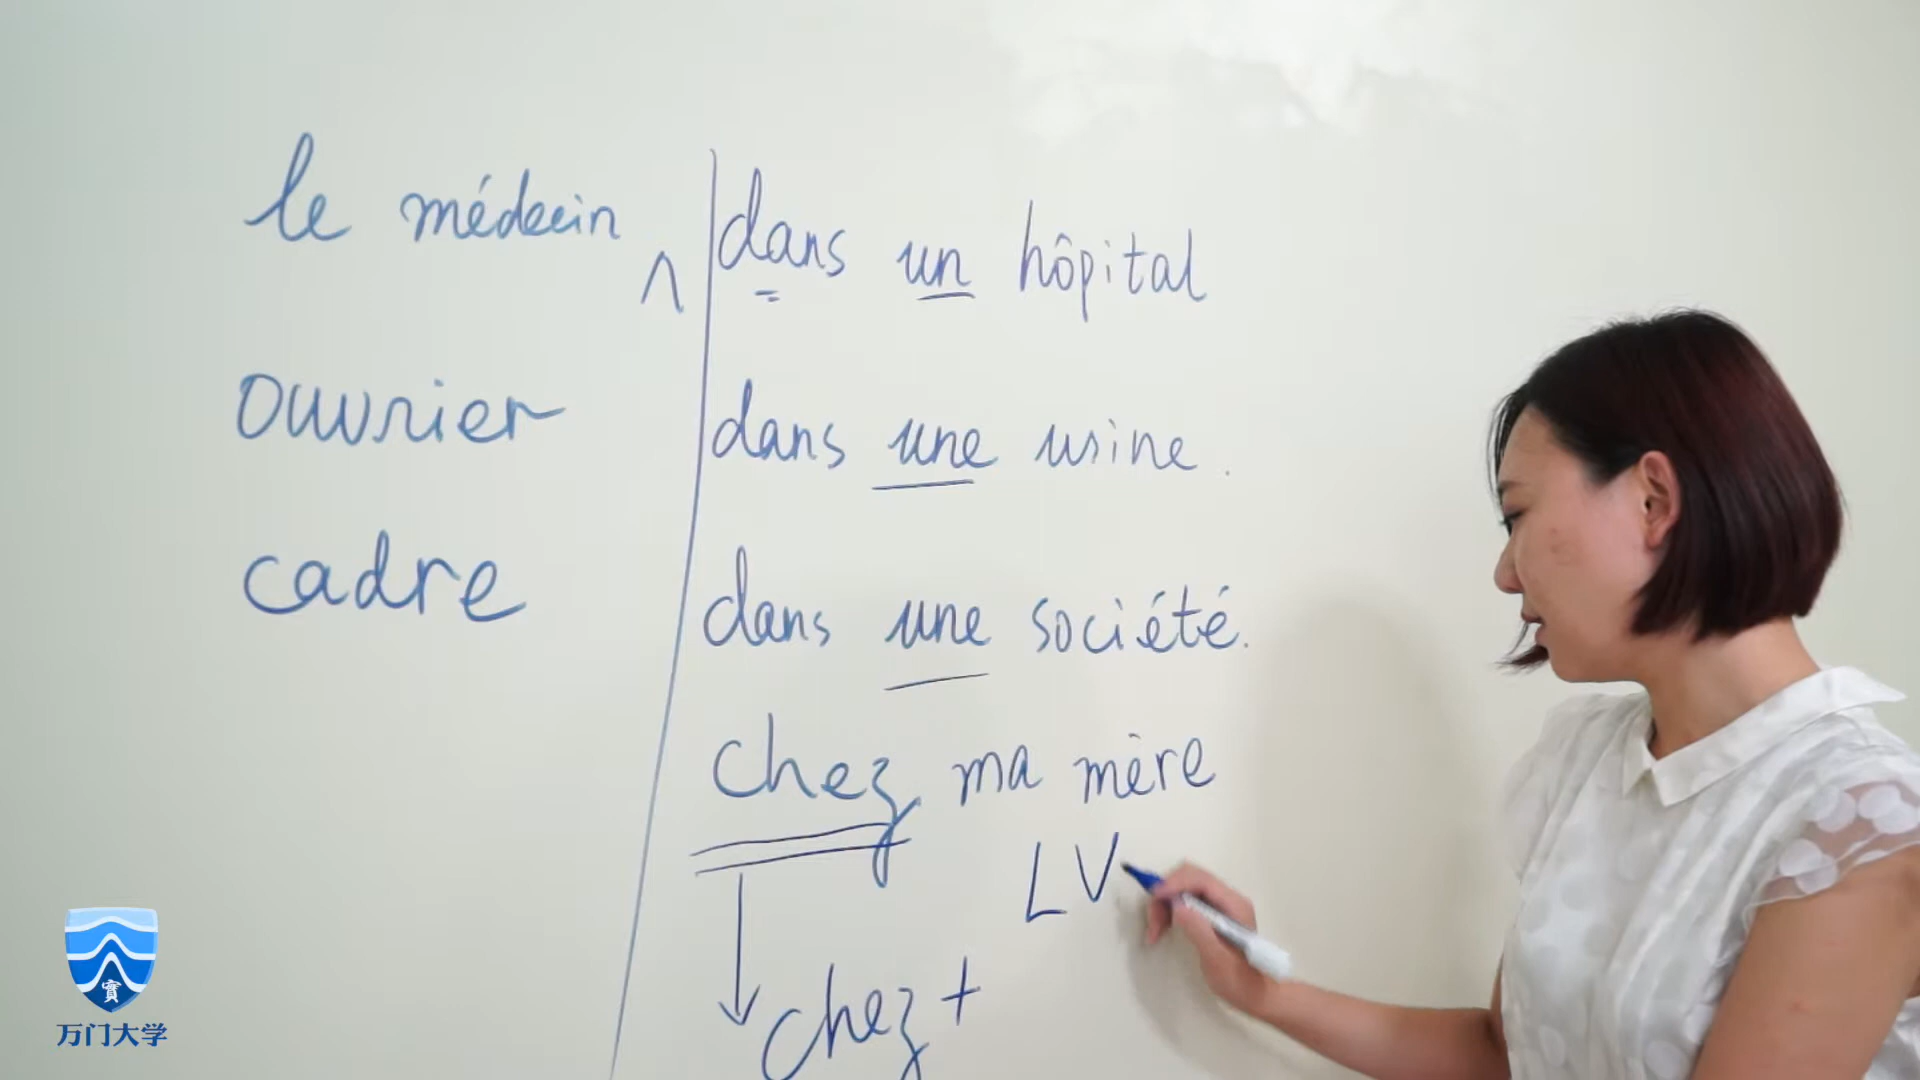 le médecin
∧
ouvrier
cadre
dans un hôpital
dans une usine.
dans une société.
chez ma mère
LV
chez +
寳
万门大学